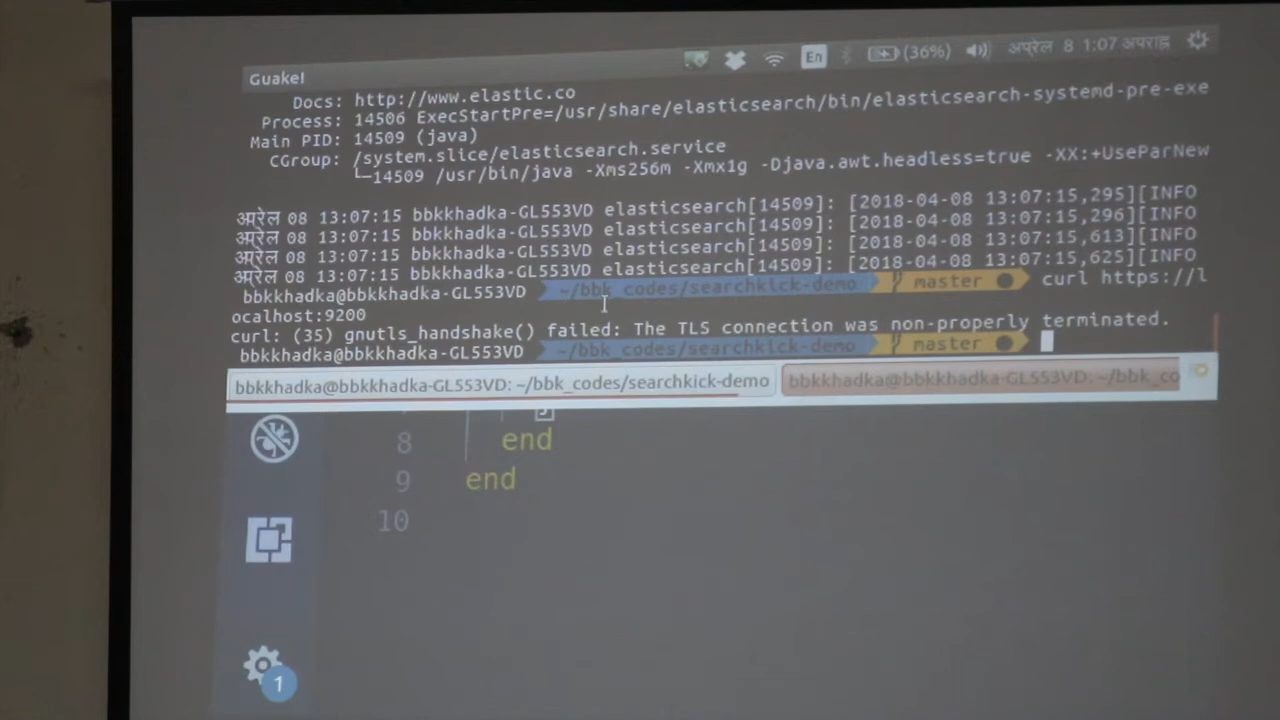 Guake!
En
(36%)
अप्रैल 8 1:07 अपराह्न
Docs: http://www.elastic.co
Process: 14506 ExecStartPre=/usr/share/elasticsearch/bin/elasticsearch-systemd-pre-exe
Main PID: 14509 (java)
CGroup: /system.slice/elasticsearch.service
└─14509 /usr/bin/java -Xms256m -Xmx1g -Djava.awt.headless=true -XX:+UseParNew
अप्रैल 08 13:07:15 bbkkhadka-GL553VD elasticsearch[14509]: [2018-04-08 13:07:15,295][INFO
अप्रैल 08 13:07:15 bbkkhadka-GL553VD elasticsearch[14509]: [2018-04-08 13:07:15,296][INFO
अप्रैल 08 13:07:15 bbkkhadka-GL553VD elasticsearch[14509]: [2018-04-08 13:07:15,613][INFO
अप्रैल 08 13:07:15 bbkkhadka-GL553VD elasticsearch[14509]: [2018-04-08 13:07:15,625][INFO
bbkkhadka@bbkkhadka-GL553VD ~/bbk_codes/searchkick-demo master ● curl https://l
ocalhost:9200
curl: (35) gnutls_handshake() failed: The TLS connection was non-properly terminated.
bbkkhadka@bbkkhadka-GL553VD ~/bbk_codes/searchkick-demo master ●
bbkkhadka@bbkkhadka-GL553VD: ~/bbk_codes/searchkick-demo
bbkkhadka@bbkkhadka-GL553VD: ~/bbk_co
8 end
9 end
10
1